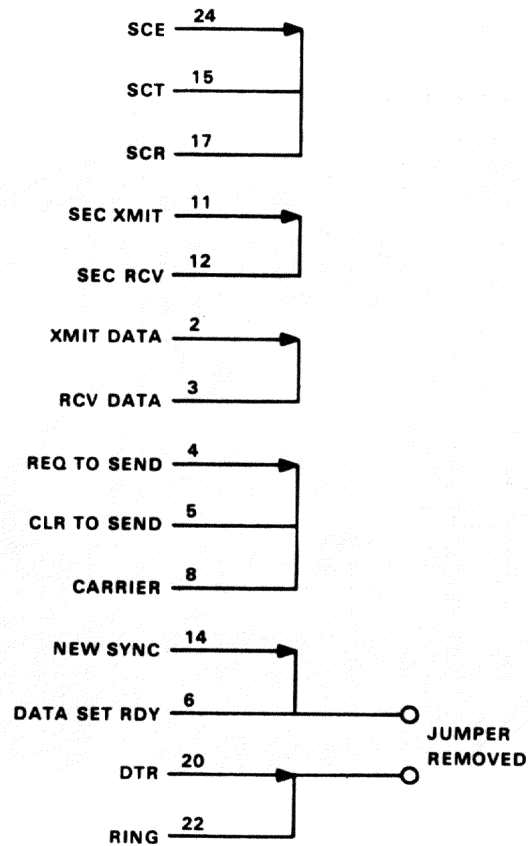 SCE 24
SCT 15
SCR 17
SEC XMIT 11
SEC RCV 12
XMIT DATA 2
RCV DATA 3
REQ TO SEND 4
CLR TO SEND 5
CARRIER 8
NEW SYNC 14
DATA SET RDY 6
JUMPER
REMOVED
DTR 20
RING 22